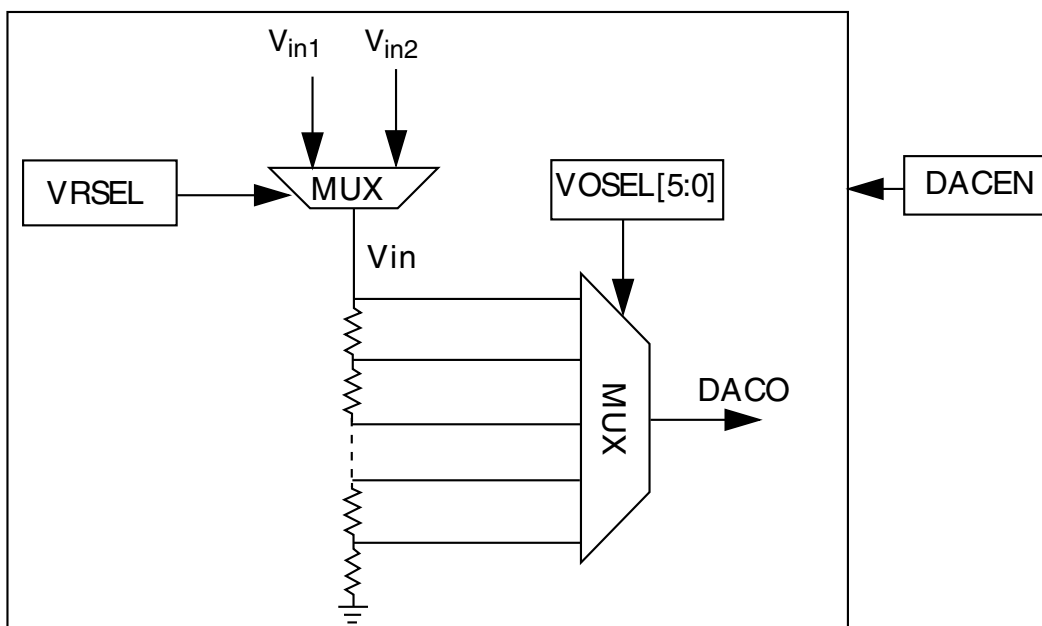 Vin1 Vin2
VRSEL
MUX
VOSEL[5:0]
DACEN
Vin
MUX
DACO